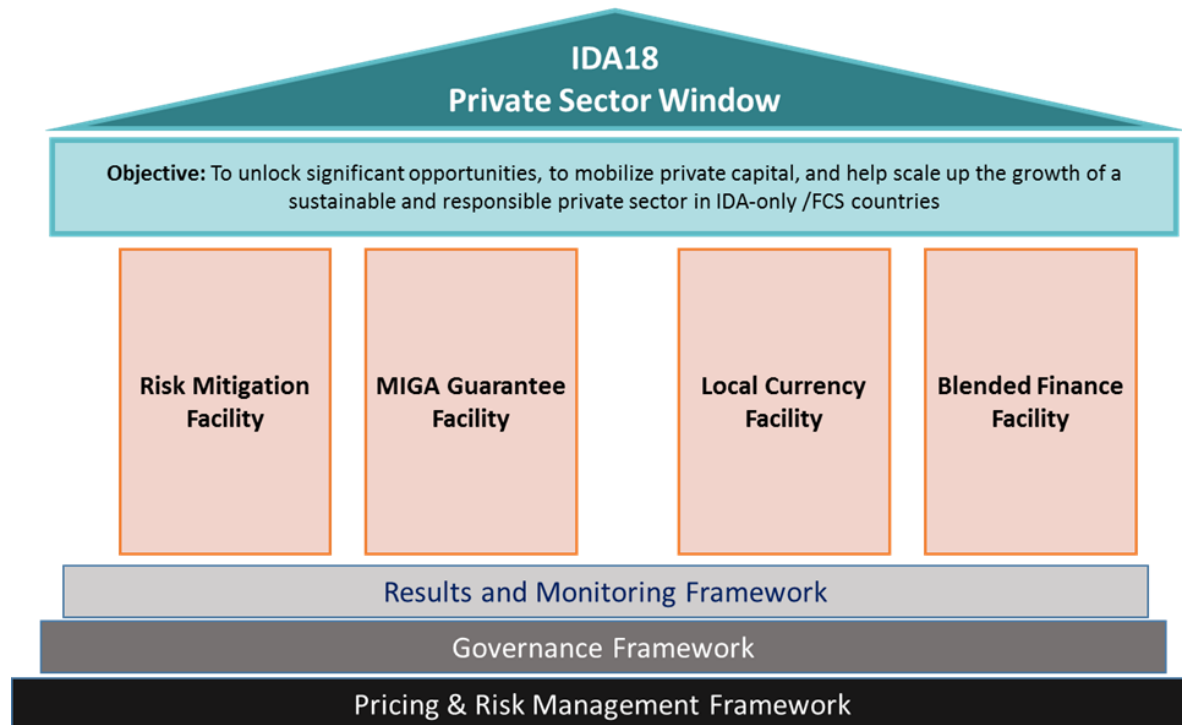 IDA18
Private Sector Window
Objective: To unlock significant opportunities, to mobilize private capital, and help scale up the growth of a
sustainable and responsible private sector in IDA-only /FCS countries
Risk Mitigation
Facility
MIGA Guarantee
Facility
Local Currency
Facility
Blended Finance
Facility
Results and Monitoring Framework
Governance Framework
Pricing & Risk Management Framework